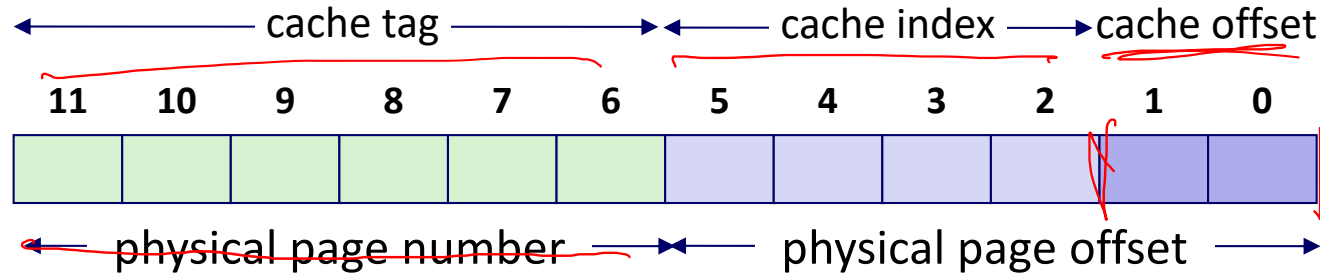 cache tag cache index cache offset
11 10 9 8 7 6 5 4 3 2 1 0
physical page number physical page offset